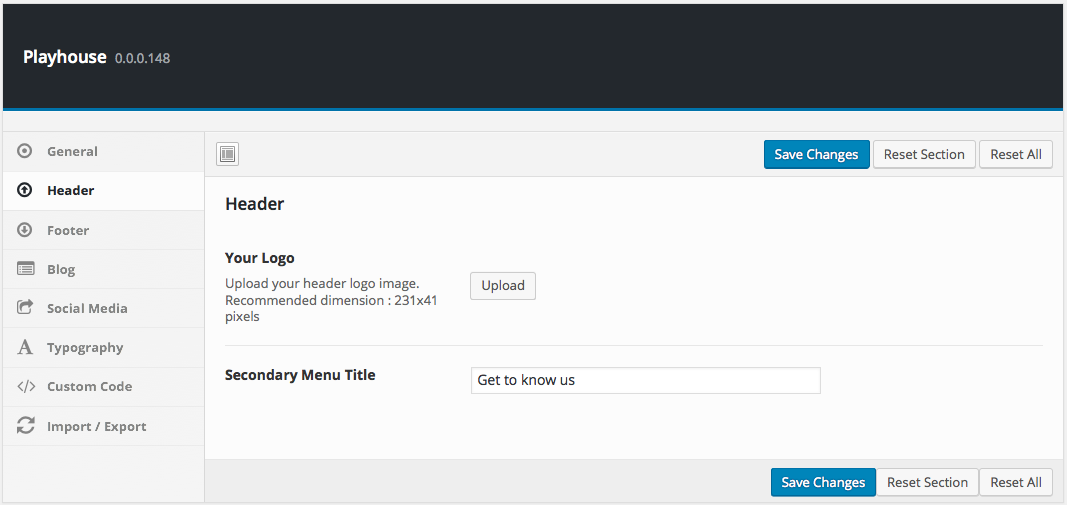 Playhouse 0.0.0.148
General
Header
Footer
Blog
Social Media
Typography
Custom Code
Import / Export
Save Changes Reset Section Reset All
Header
Your Logo
Upload your header logo image.
Recommended dimension : 231x41
pixels
Upload
Secondary Menu Title
Get to know us
Save Changes Reset Section Reset All